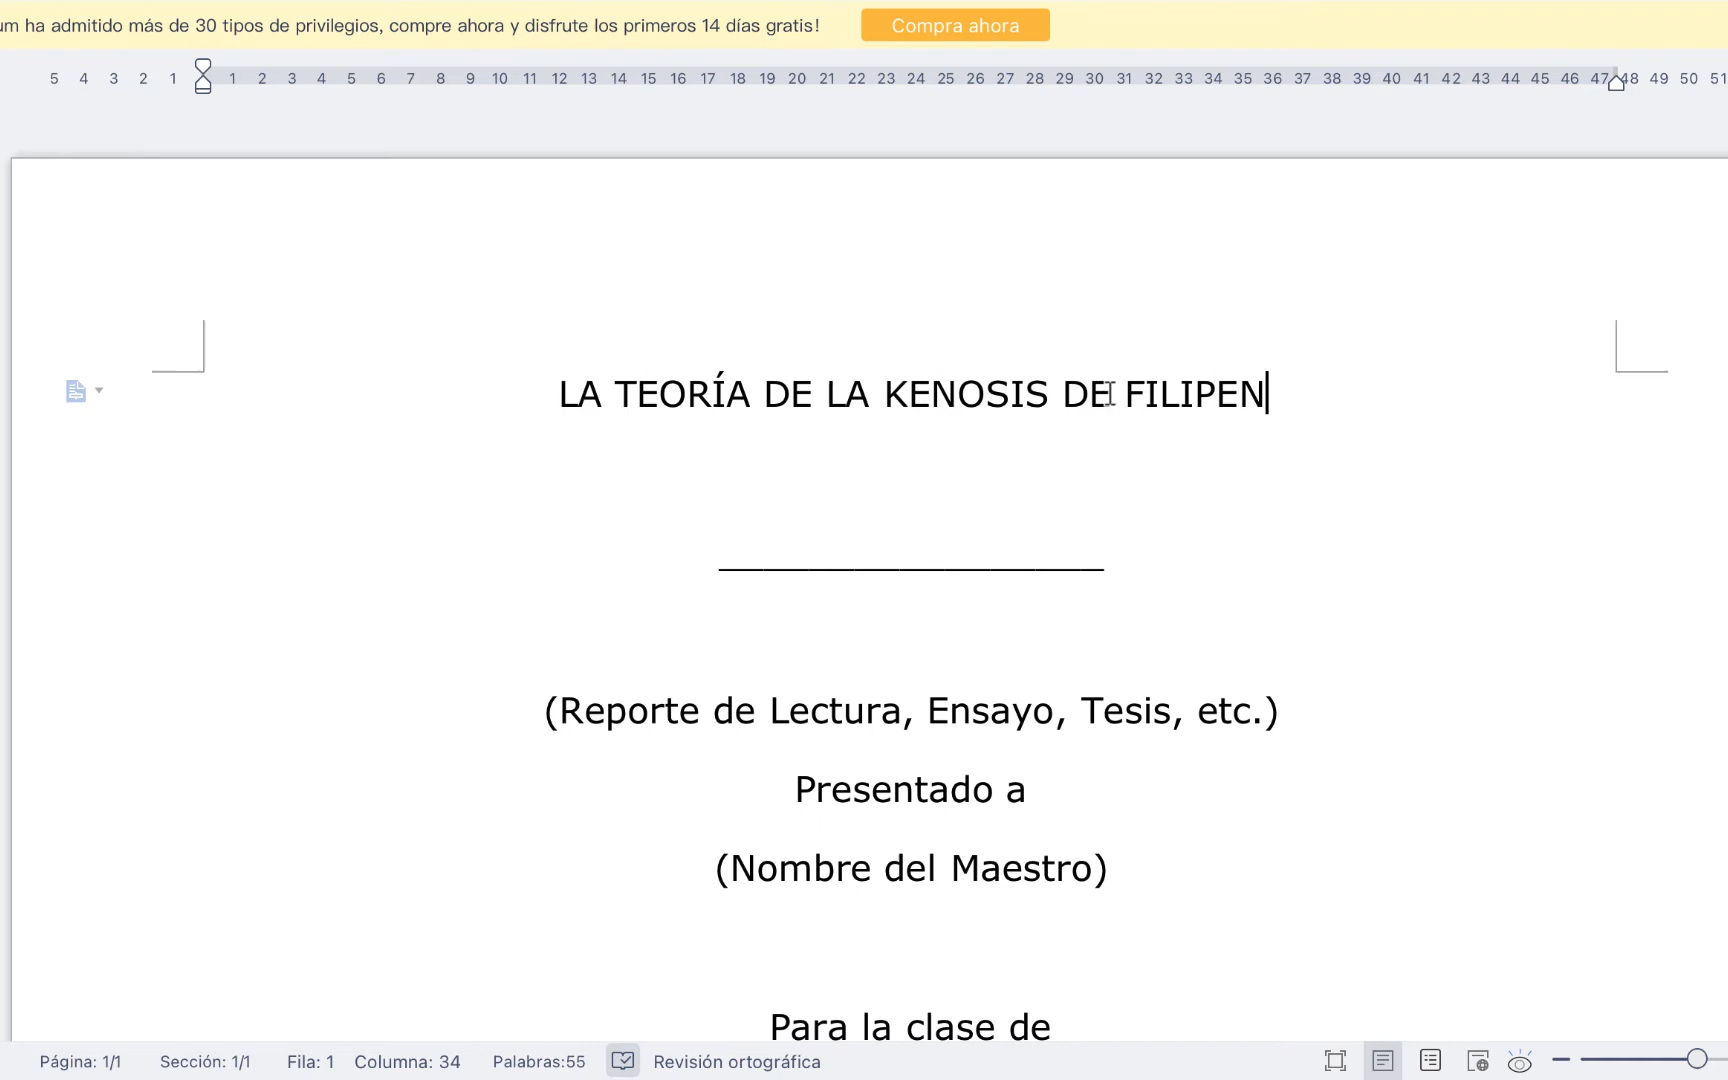 um ha admitido más de 30 tipos de privilegios, compre ahora y disfrute los primeros 14 días gratis! Compra ahora
5 4 3 2 1 1 2 3 4 5 6 7 8 9 10 11 12 13 14 15 16 17 18 19 20 21 22 23 24 25 26 27 28 29 30 31 32 33 34 35 36 37 38 39 40 41 42 43 44 45 46 47 48 49 50 51
LA TEORÍA DE LA KENOSIS DE FILIPEN
(Reporte de Lectura, Ensayo, Tesis, etc.)
Presentado a
(Nombre del Maestro)
Para la clase de
Página: 1/1 Sección: 1/1 Fila: 1 Columna: 34 Palabras:55 Revisión ortográfica